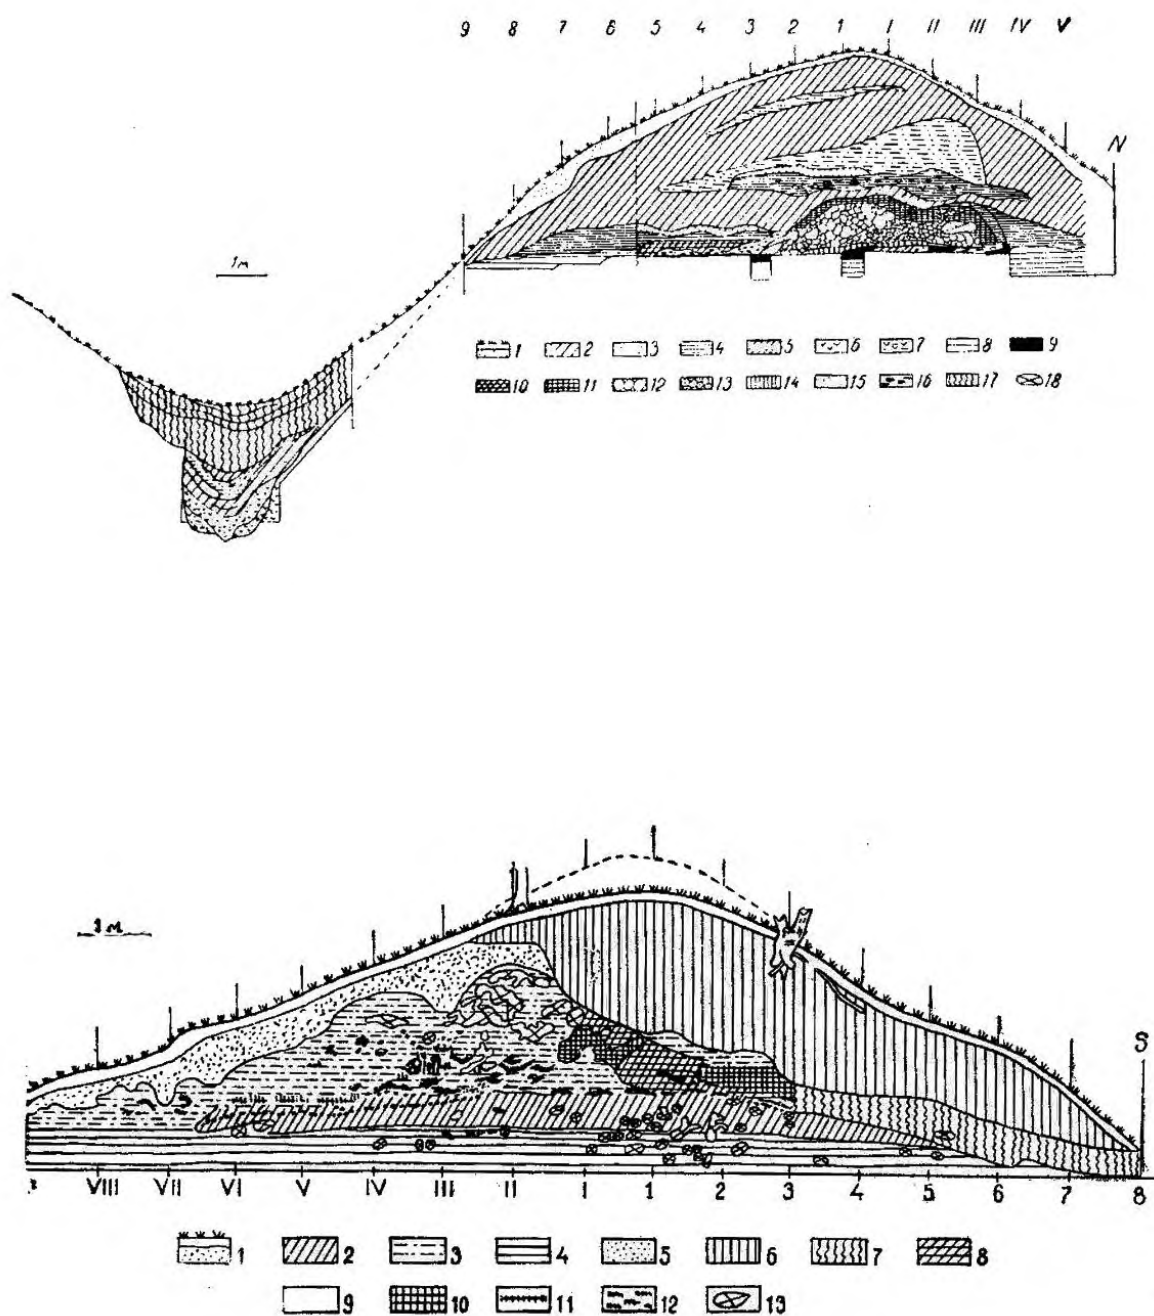 9 8 7 6 5 4 3 2 1 I II III IV V
N
1м
1 2 3 4 5 6 7 8 9
10 11 12 13 14 15 16 17 18
S
VIII VII VI V IV III II I 1 2 3 4 5 6 7 8
1 2 3 4 5 6 7 8
9 10 11 12 13